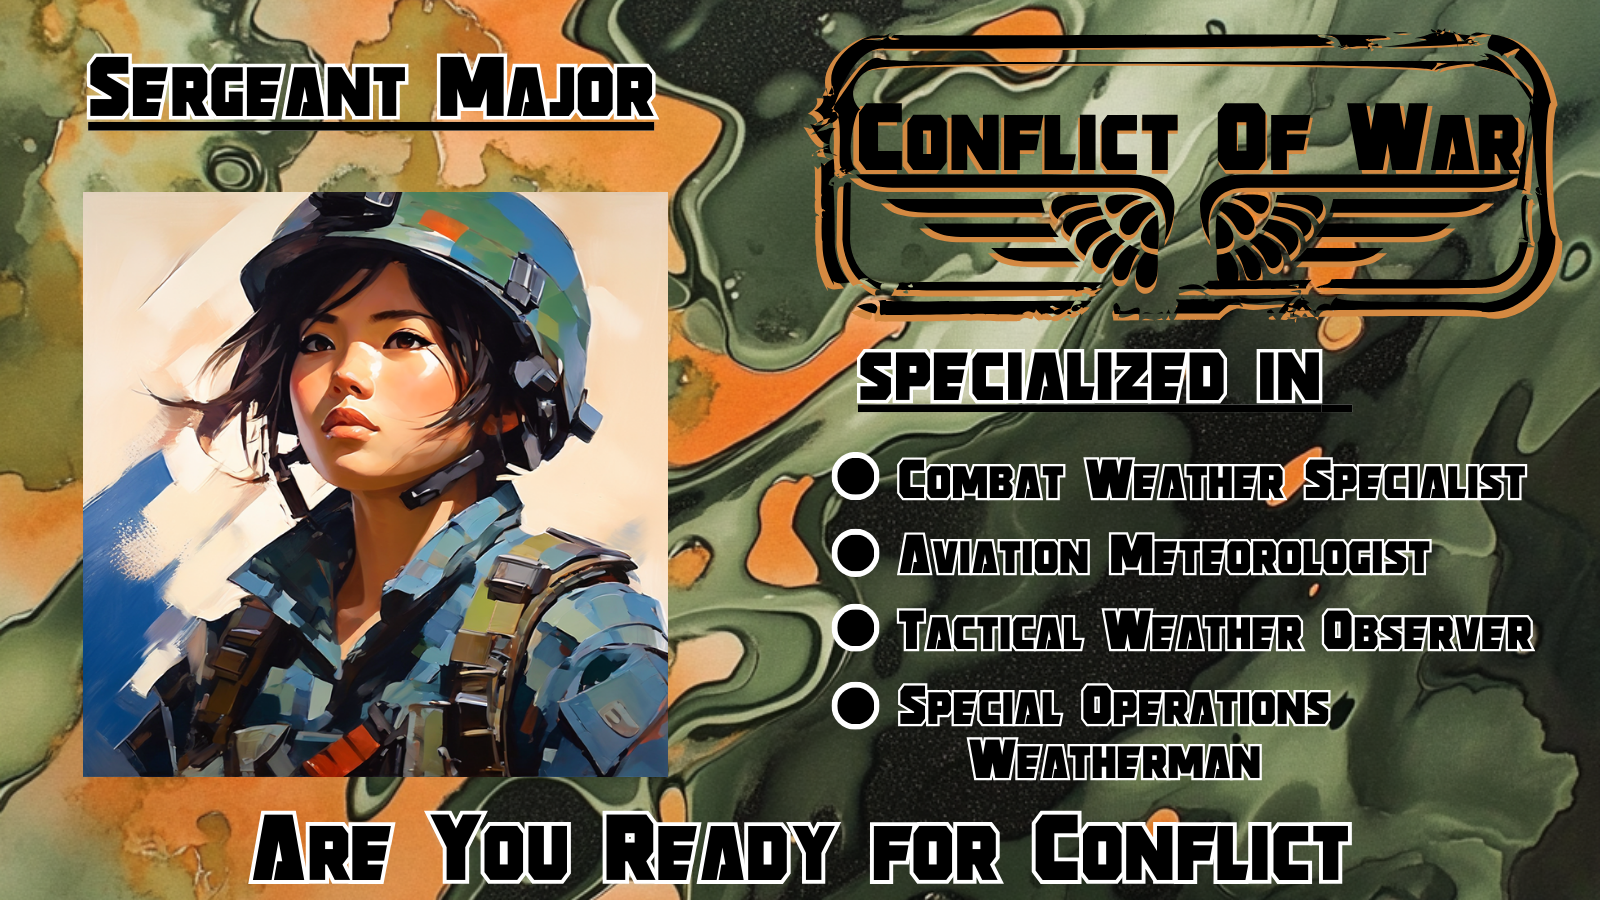 Sergeant Major
Conflict Of War
Specialized in
Combat Weather Specialist
Aviation Meteorologist
Tactical Weather Observer
Special Operations
Weatherman
Are You Ready for Conflict